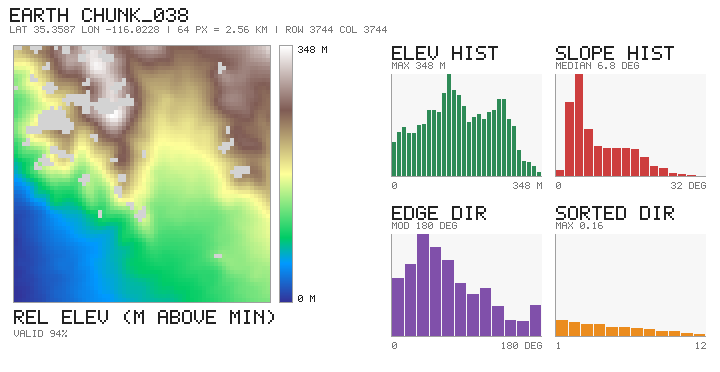 EARTH CHUNK_038
LAT 35.3587 LON -116.0228 | 64 PX = 2.56 KM | ROW 3744 COL 3744
348 M
0 M
REL ELEV (M ABOVE MIN)
VALID 94%
ELEV HIST
MAX 348 M
0 348 M
SLOPE HIST
MEDIAN 6.8 DEG
0 32 DEG
EDGE DIR
MOD 180 DEG
0 180 DEG
SORTED DIR
MAX 0.16
1 12